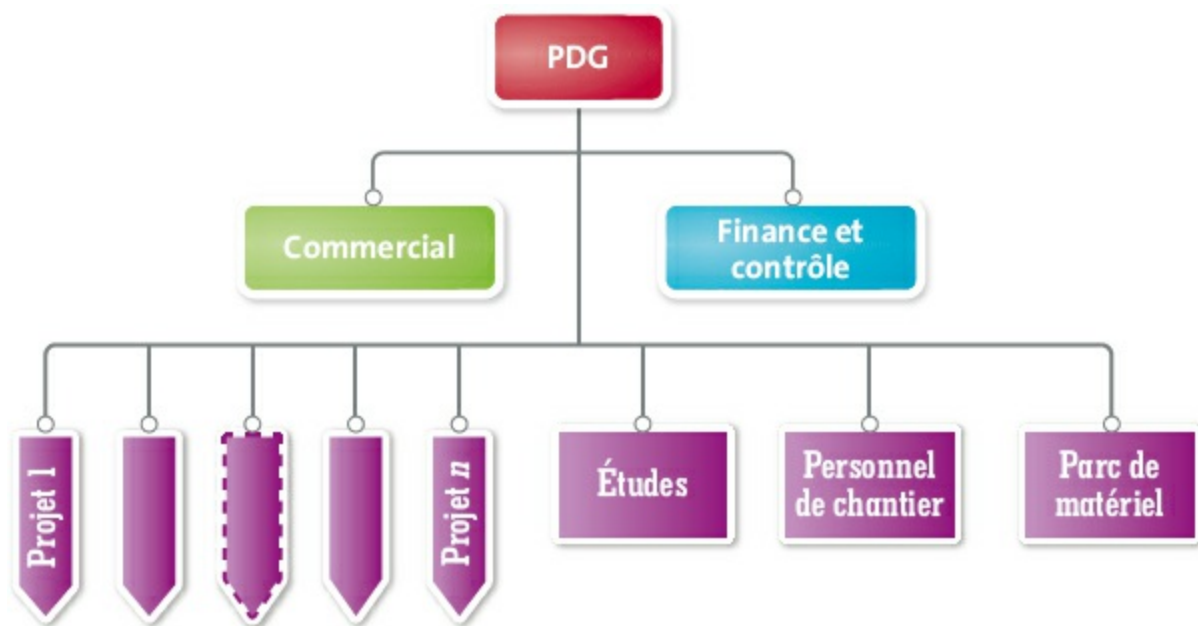 PDG
Commercial
Finance et
contrôle
Projet 1
Projet n
Études
Personnel
de chantier
Parc de
matériel